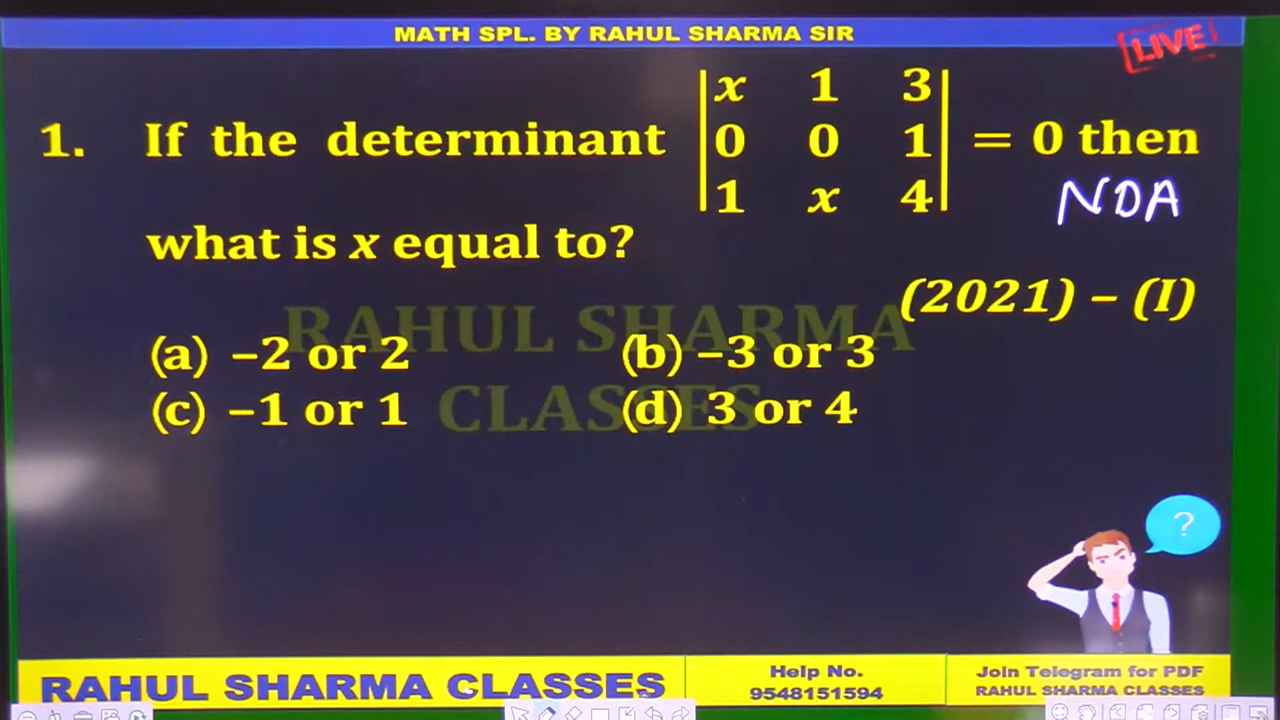 MATH SPL. BY RAHUL SHARMA SIR
LIVE
x 1 3
1. If the determinant 0 0 1 = 0 then
1 x 4
NDA
what is x equal to?
(2021) – (I)
RAHUL SHARMA
(a) –2 or 2 (b) –3 or 3
CLASSES
(c) –1 or 1 (d) 3 or 4
?
RAHUL SHARMA CLASSES
Help No.
9548151594
Join Telegram for PDF
RAHUL SHARMA CLASSES